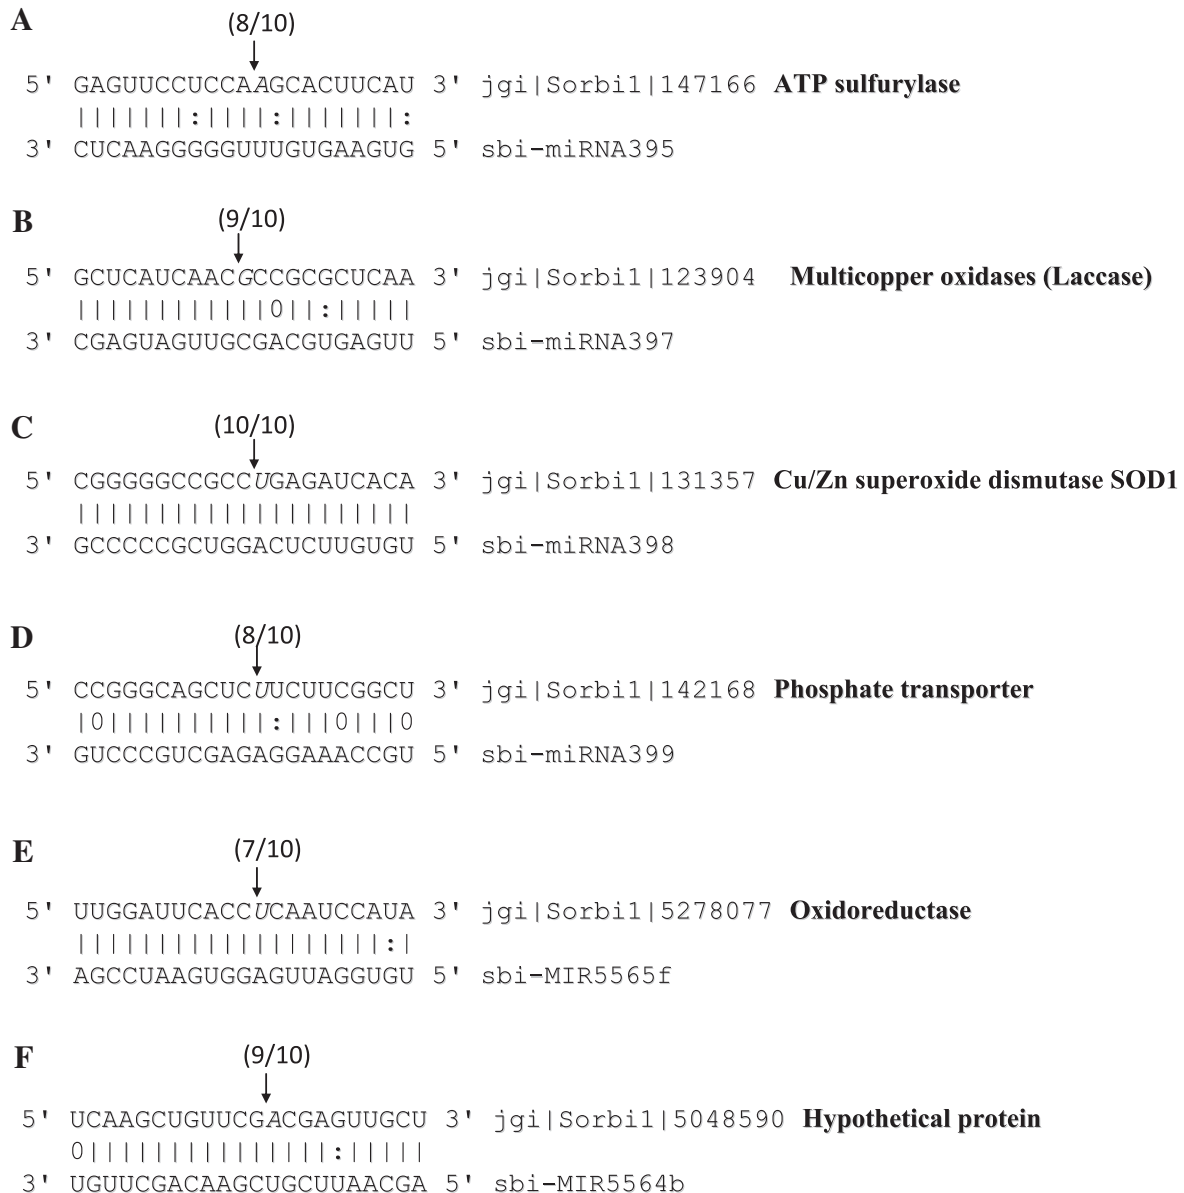 A
(8/10)
5' GAGUUCCUCCAAGCACUUCAU 3' jgi|Sorbi1|147166 ATP sulfurylase
|||||||:||||:|||||||:
3' CUCAAGGGGGUUUGUGAAGUG 5' sbi-miRNA395
B
(9/10)
5' GCUCAUCAACGCCGCGCUCAA 3' jgi|Sorbi1|123904 Multicopper oxidases (Laccase)
||||||||||||0||:|||||
3' CGAGUAGUUGCGACGUGAGUU 5' sbi-miRNA397
C
(10/10)
5' CGGGGGCCGCCUGAGAUCACA 3' jgi|Sorbi1|131357 Cu/Zn superoxide dismutase SOD1
|||||||||||||||||||||
3' GCCCCCGCUGGACUCUUGUGU 5' sbi-miRNA398
D
(8/10)
5' CCGGGCAGCUCUUCUUCGGCU 3' jgi|Sorbi1|142168 Phosphate transporter
|0||||||||||:|||0|||0
3' GUCCCGUCGAGAGGAAACCGU 5' sbi-miRNA399
E
(7/10)
5' UUGGAUUCACCUCAAUCCAUA 3' jgi|Sorbi1|5278077 Oxidoreductase
|||||||||||||||||||:|
3' AGCCUAAGUGGAGUUAGGUGU 5' sbi-MIR5565f
F
(9/10)
5' UCAAGCUGUUCGACGAGUUGCU 3' jgi|Sorbi1|5048590 Hypothetical protein
0|||||||||||||||:|||||
3' UGUUCGACAAGCUGCUUAACGA 5' sbi-MIR5564b